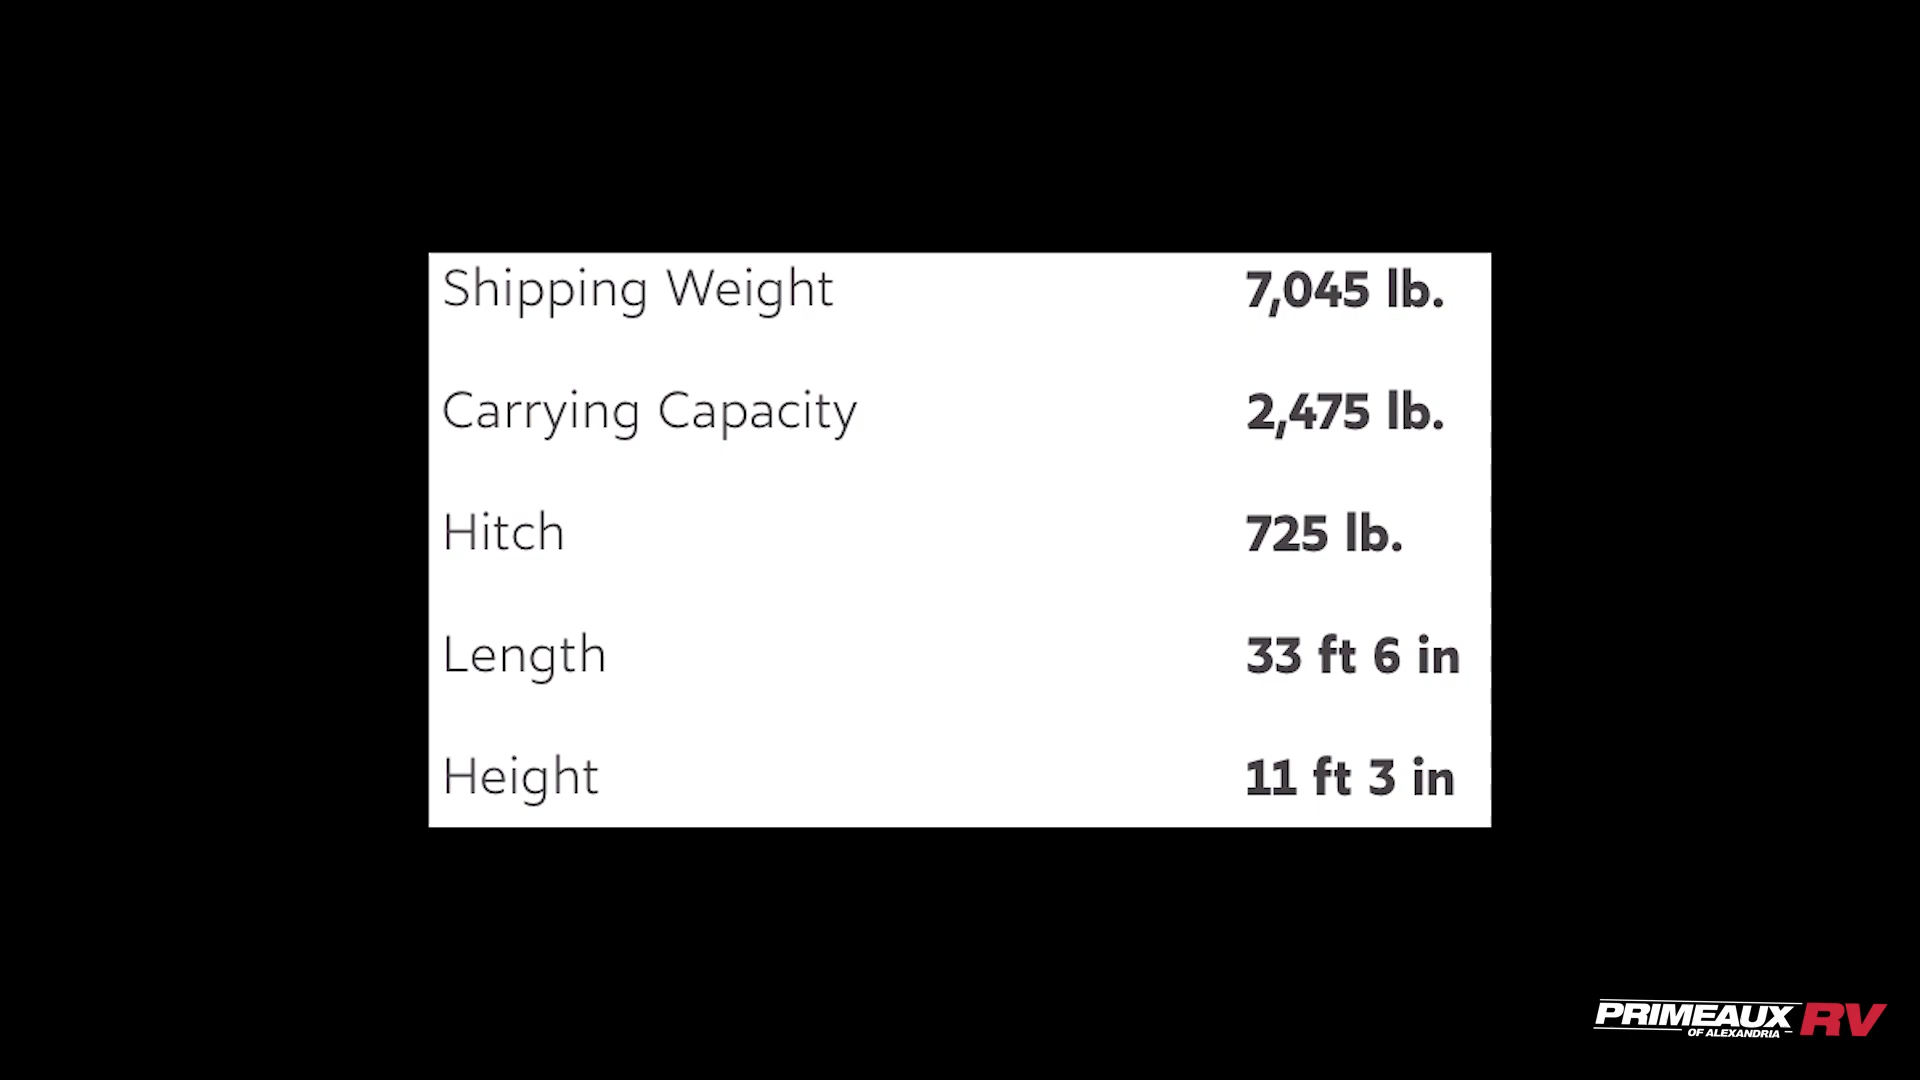 Shipping Weight 7,045 lb.
Carrying Capacity 2,475 lb.
Hitch 725 lb.
Length 33 ft 6 in
Height 11 ft 3 in
PRIMEAUX RV
OF ALEXANDRIA